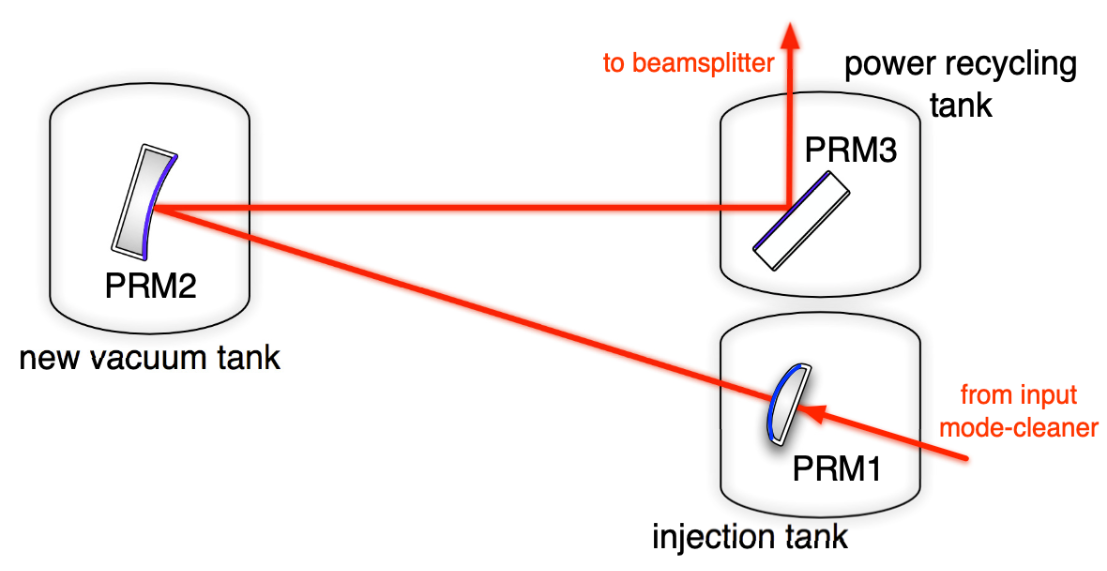 to beamsplitter
power recycling
tank
PRM3
PRM2
new vacuum tank
from input
mode-cleaner
PRM1
injection tank